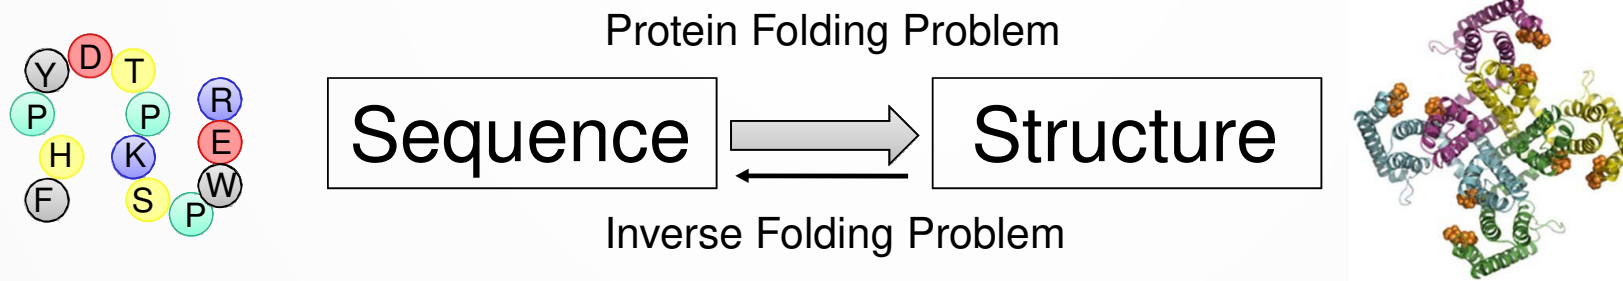 Protein Folding Problem
Y D T
P P R
H K E
F S P W
Sequence
Structure
Inverse Folding Problem